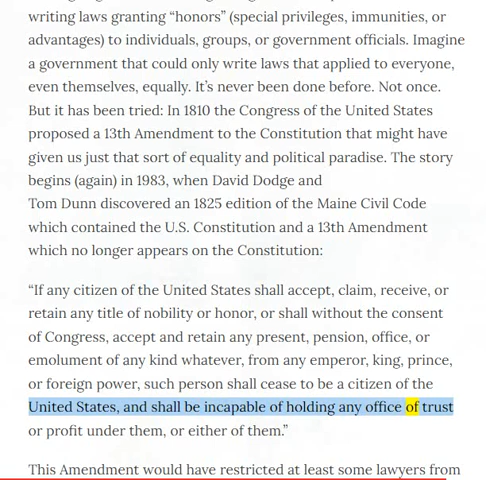 writing laws granting “honors” (special privileges, immunities, or
advantages) to individuals, groups, or government officials. Imagine
a government that could only write laws that applied to everyone,
even themselves, equally. It’s never been done before. Not once.
But it has been tried: In 1810 the Congress of the United States
proposed a 13th Amendment to the Constitution that might have
given us just that sort of equality and political paradise. The story
begins (again) in 1983, when David Dodge and
Tom Dunn discovered an 1825 edition of the Maine Civil Code
which contained the U.S. Constitution and a 13th Amendment
which no longer appears on the Constitution:
“If any citizen of the United States shall accept, claim, receive, or
retain any title of nobility or honor, or shall without the consent
of Congress, accept and retain any present, pension, office, or
emolument of any kind whatever, from any emperor, king, prince,
or foreign power, such person shall cease to be a citizen of the
United States, and shall be incapable of holding any office of trust
or profit under them, or either of them.”
This Amendment would have restricted at least some lawyers from